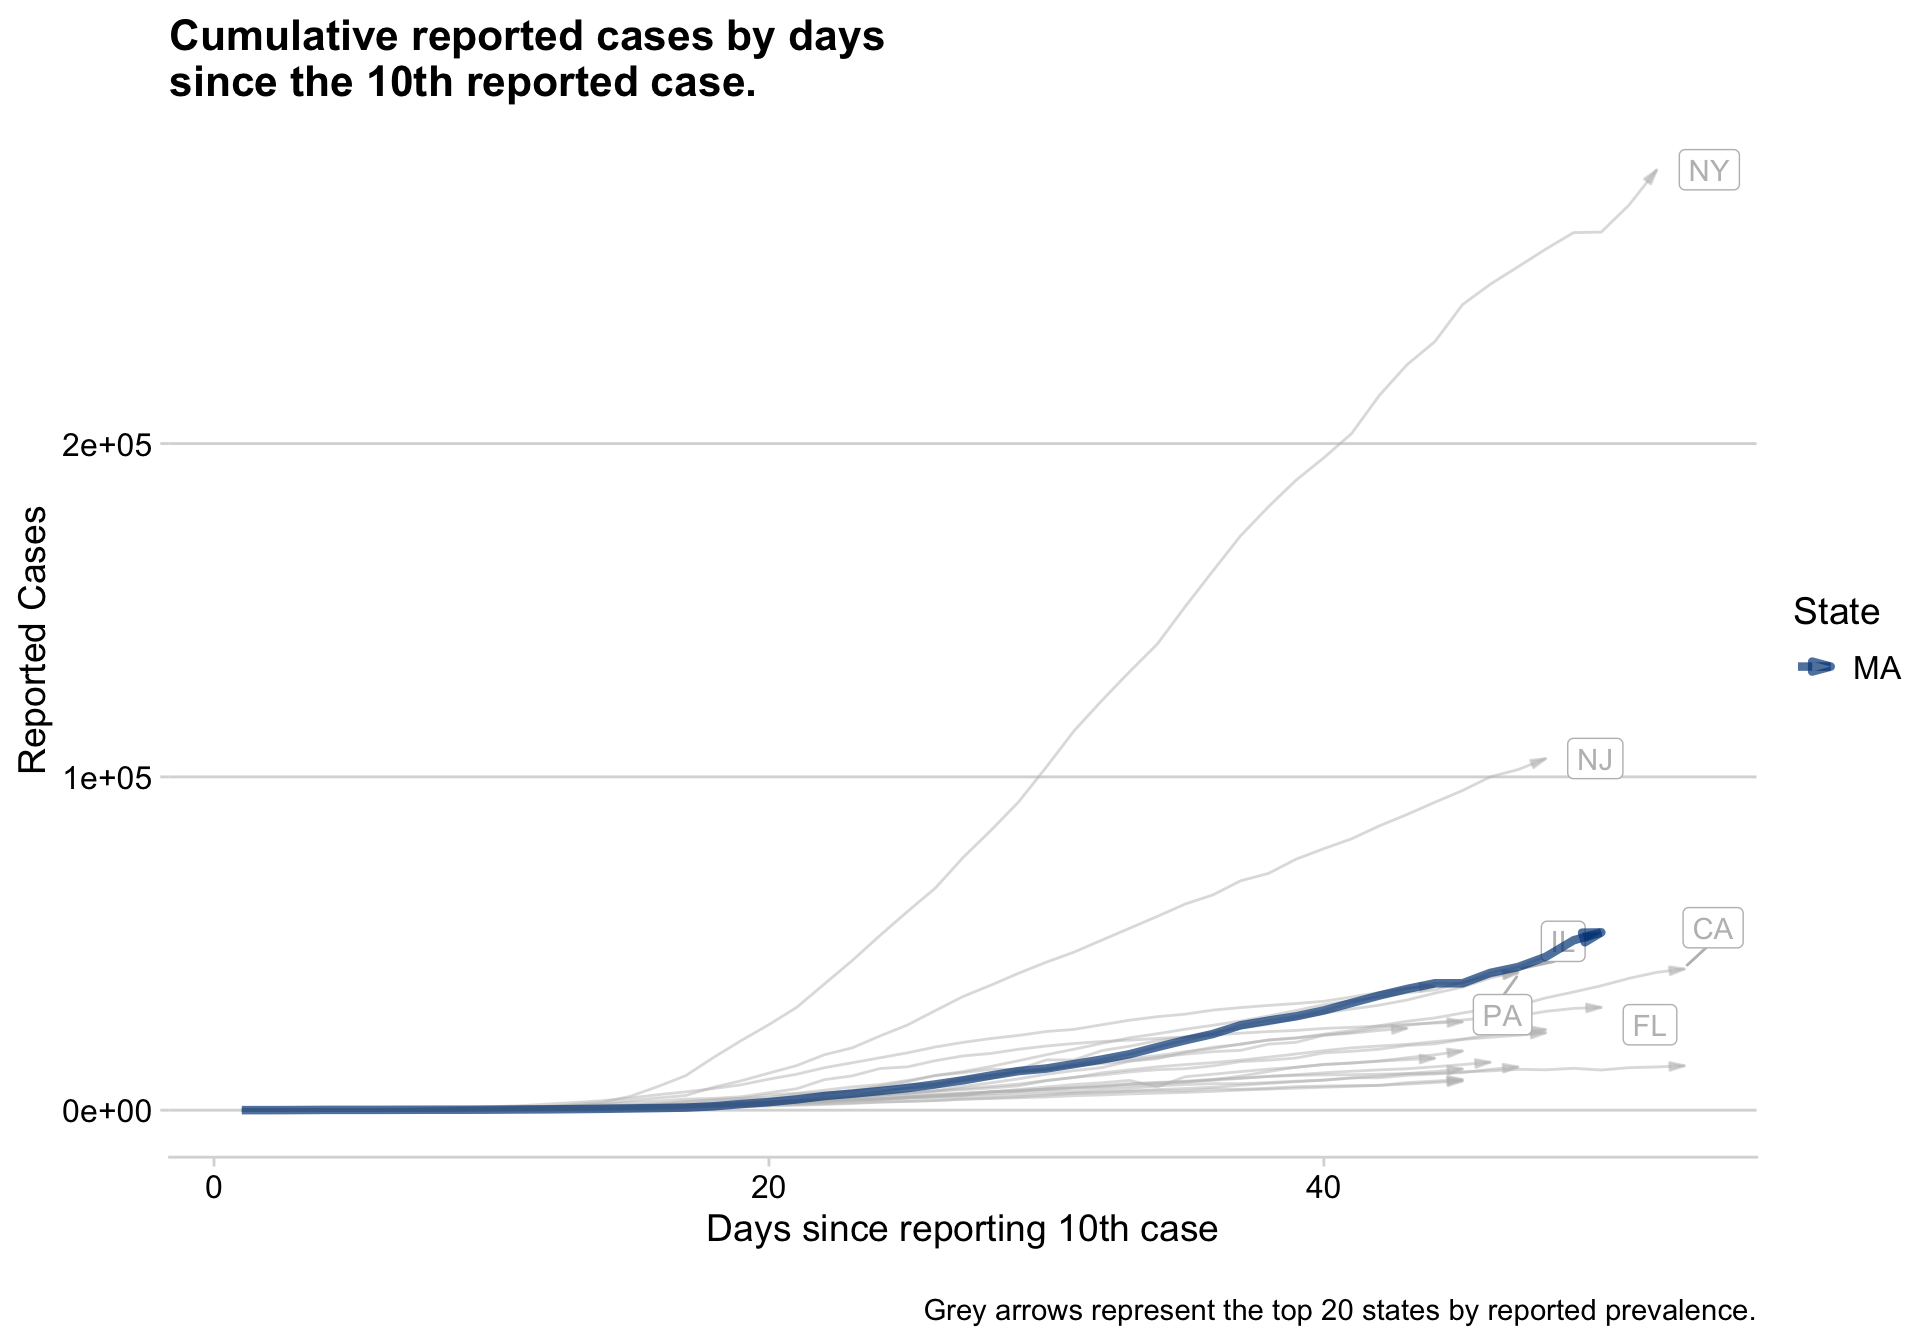 Cumulative reported cases by days
since the 10th reported case.
NY
2e+05
Reported Cases
State
MA
NJ
1e+05
CA
IL
PA
FL
0e+00
0 20 40
Days since reporting 10th case
Grey arrows represent the top 20 states by reported prevalence.